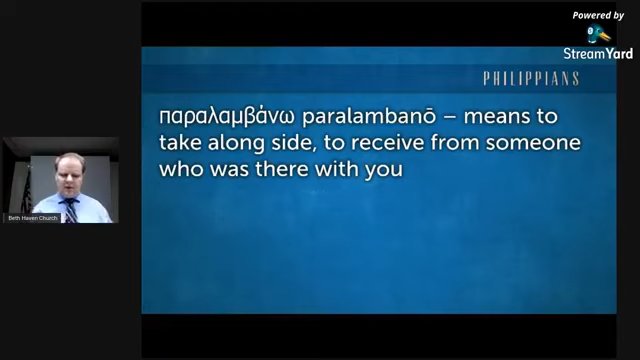 Powered by
StreamYard
PHILIPPIANS
παραλαμβάνω paralambanō – means to
take along side, to receive from someone
who was there with you
Beth Haven Church